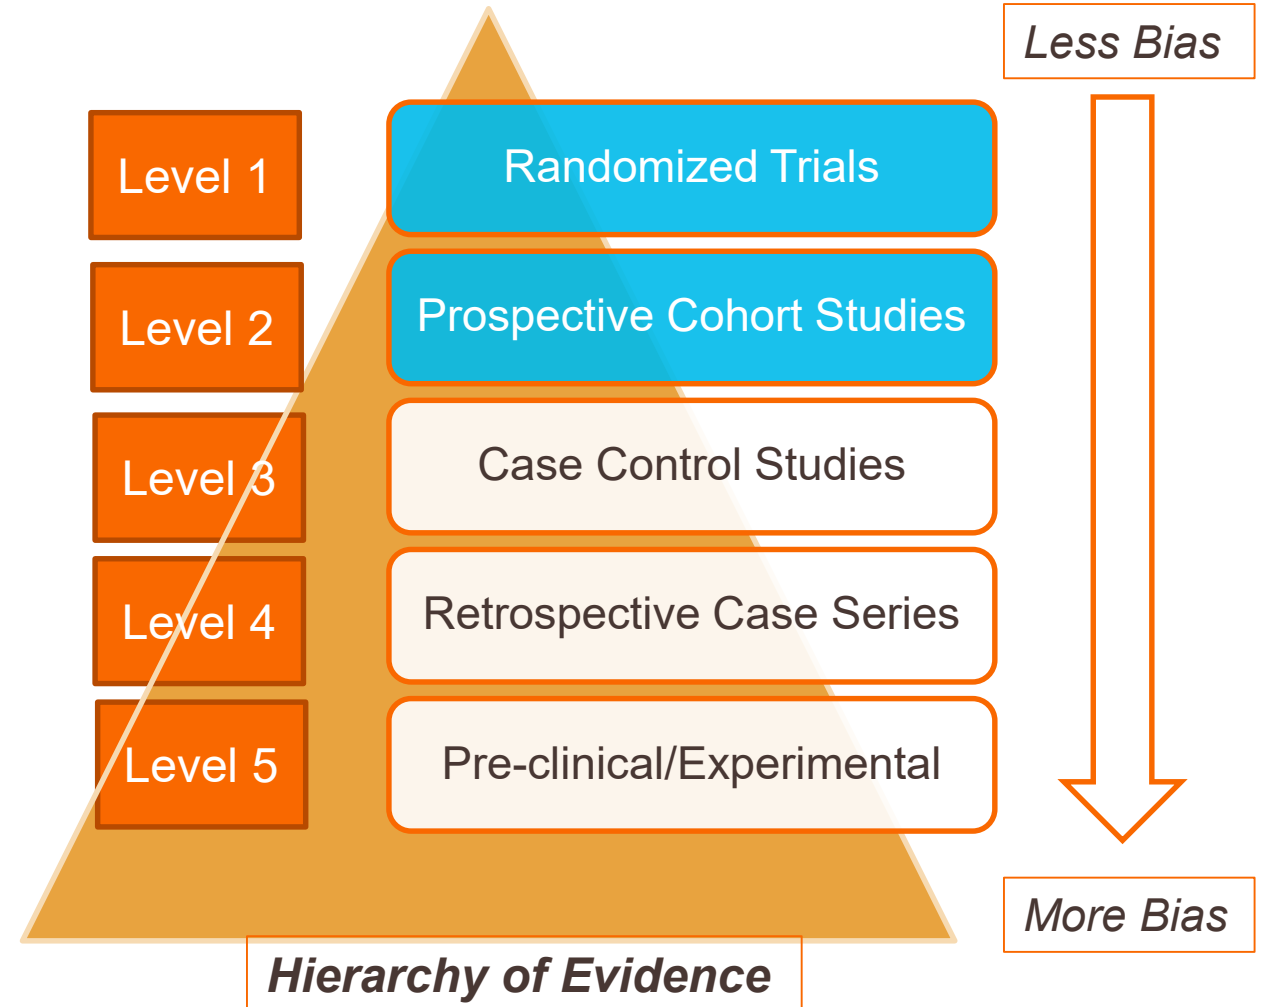 Less Bias
Level 1
Randomized Trials
Level 2
Prospective Cohort Studies
Level 3
Case Control Studies
Level 4
Retrospective Case Series
Level 5
Pre-clinical/Experimental
More Bias
Hierarchy of Evidence